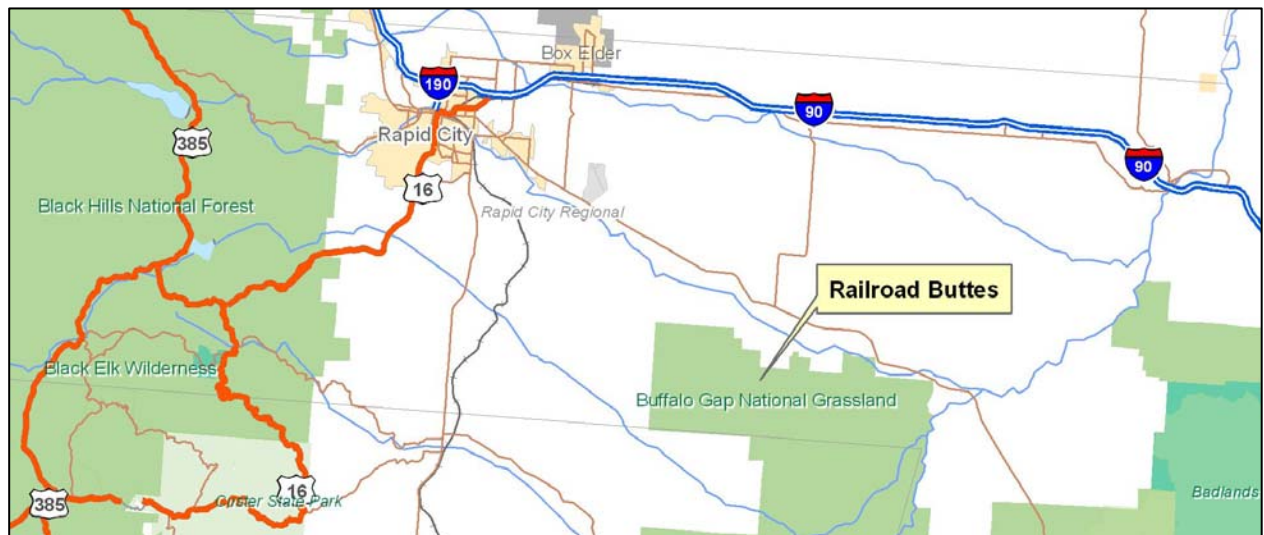 Box Elder
190
90
Rapid City
385
90
16
Black Hills National Forest
Rapid City Regional
Railroad Buttes
Black Elk Wilderness
Buffalo Gap National Grassland
16
Custer State Park
385
Badlands